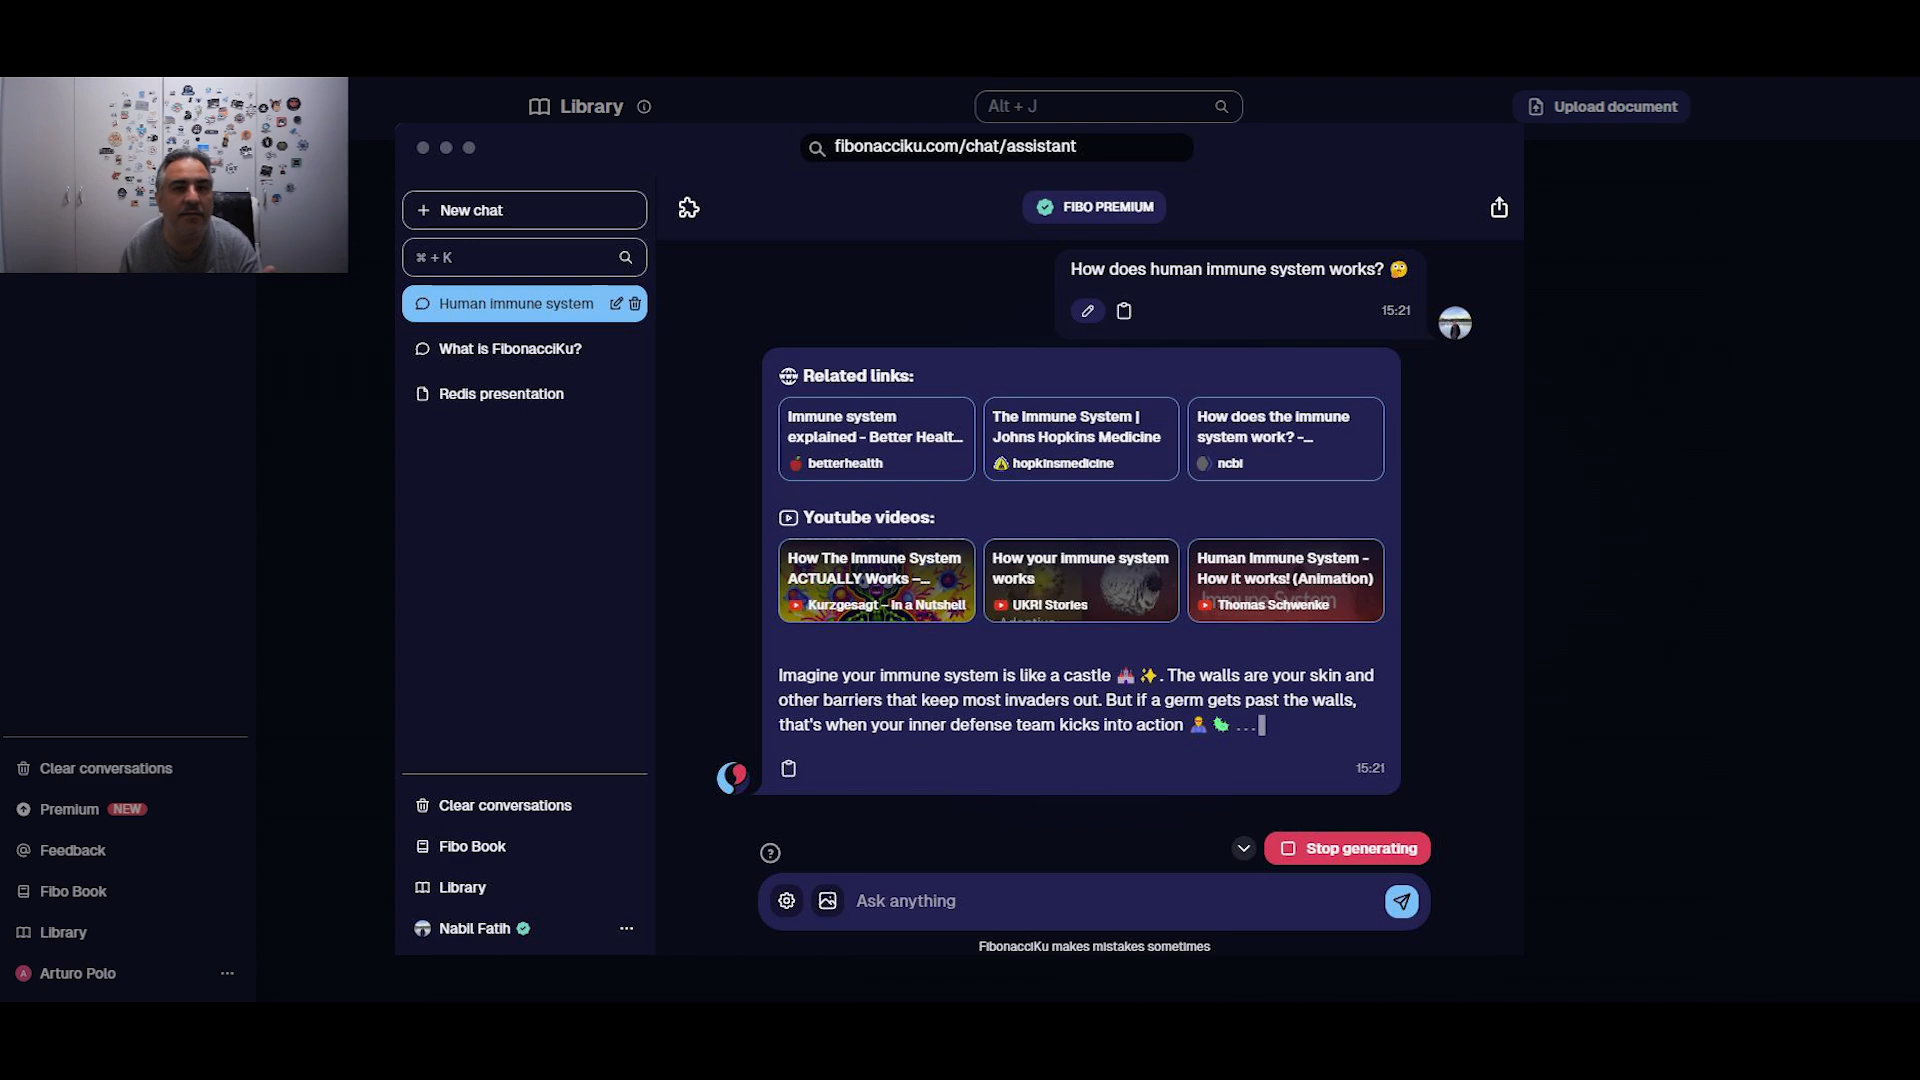 Library
Alt + J
Upload document
fibonacciku.com/chat/assistant
New chat
FIBO PREMIUM
⌘ + K
Human immune system
What is FibonacciKu?
Redis presentation
How does human immune system works? 🤔
15:21
Related links:
Immune system
explained - Better Healt...
betterhealth
The Immune System |
Johns Hopkins Medicine
hopkinsmedicine
How does the immune
system work? -...
ncbi
Youtube videos:
How The Immune System
ACTUALLY Works –...
Kurzgesagt – In a Nutshell
How your immune system
works
UKRI Stories
Adaptive
Human Immune System -
How it works! (Animation)
Immune System
Thomas Schwenke
Imagine your immune system is like a castle 🏰 ✨. The walls are your skin and
other barriers that keep most invaders out. But if a germ gets past the walls,
that's when your inner defense team kicks into action 🦸‍♂️ 🦠 ...
15:21
Clear conversations
Fibo Book
Library
Nabil Fatih
Stop generating
Ask anything
FibonacciKu makes mistakes sometimes
Clear conversations
Premium NEW
Feedback
Fibo Book
Library
A Arturo Polo